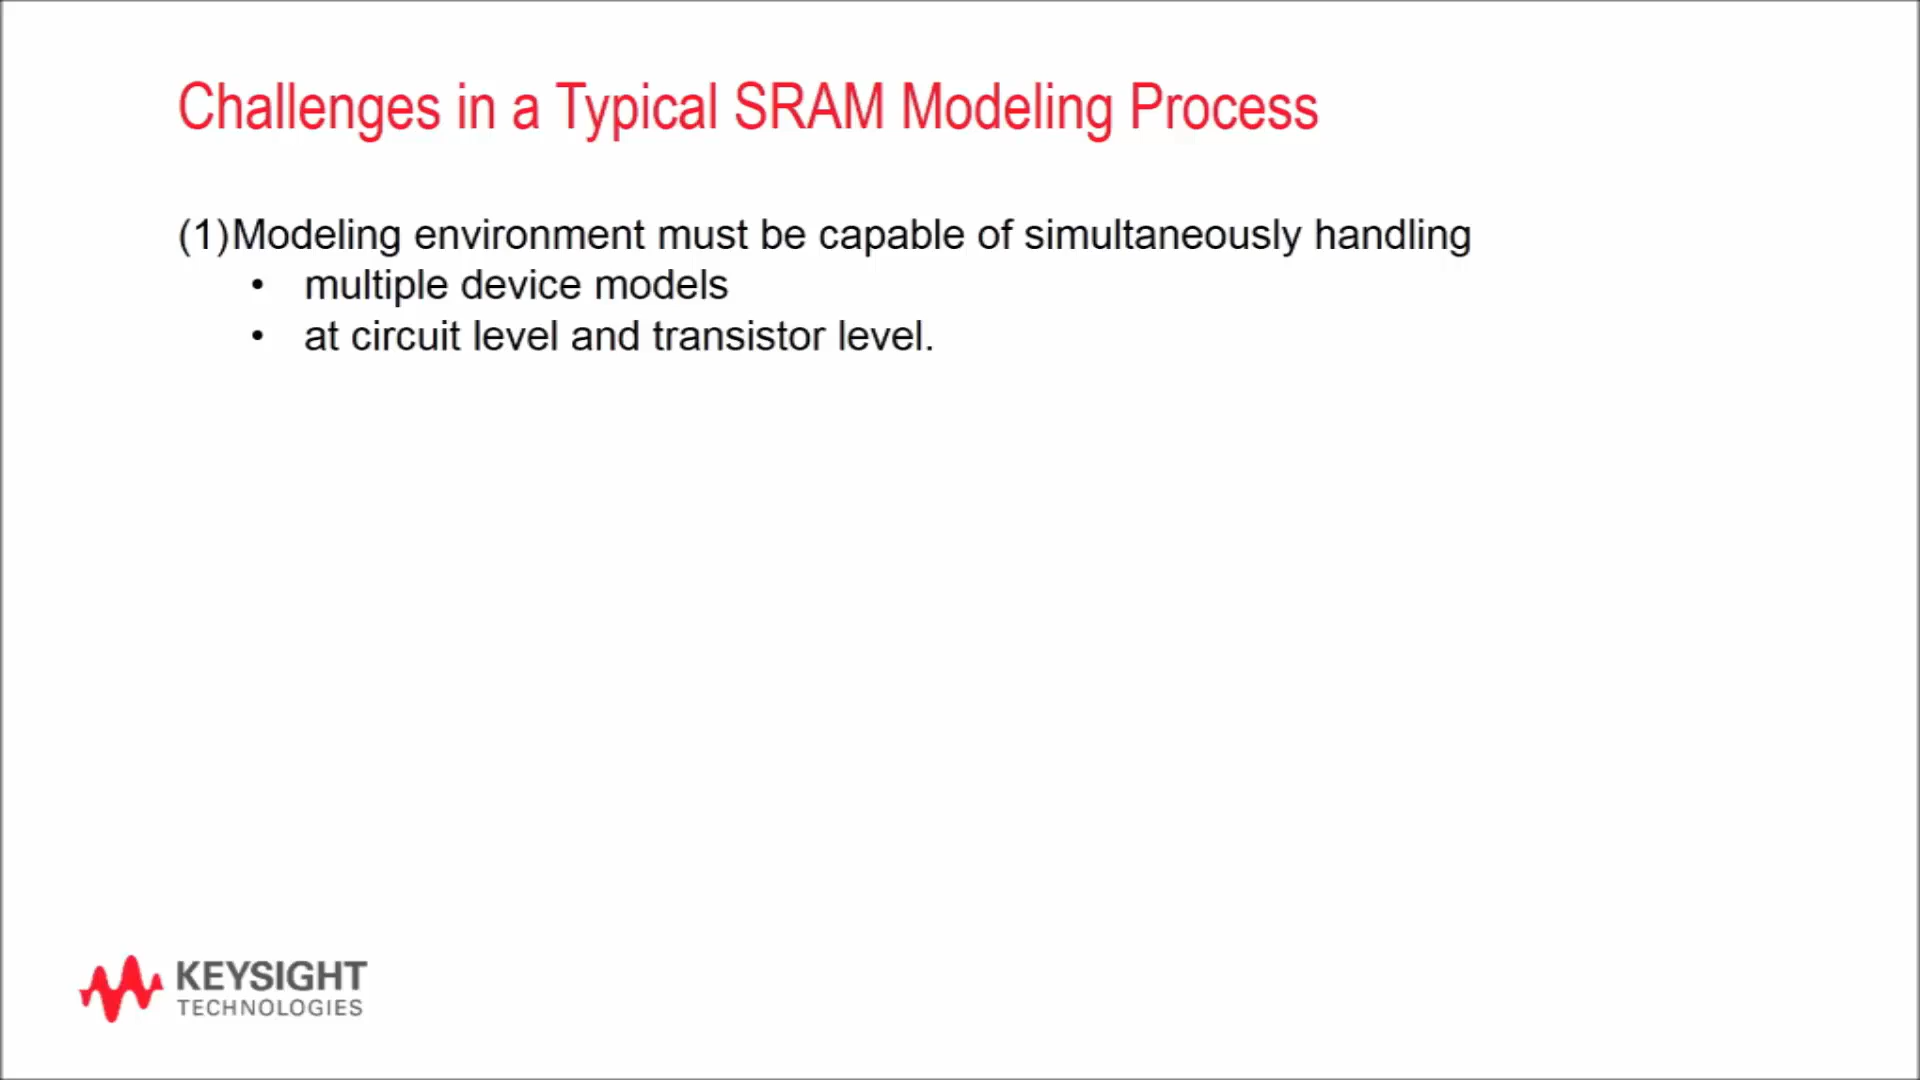 Challenges in a Typical SRAM Modeling Process
(1)Modeling environment must be capable of simultaneously handling
• multiple device models
• at circuit level and transistor level.
KEYSIGHT
TECHNOLOGIES